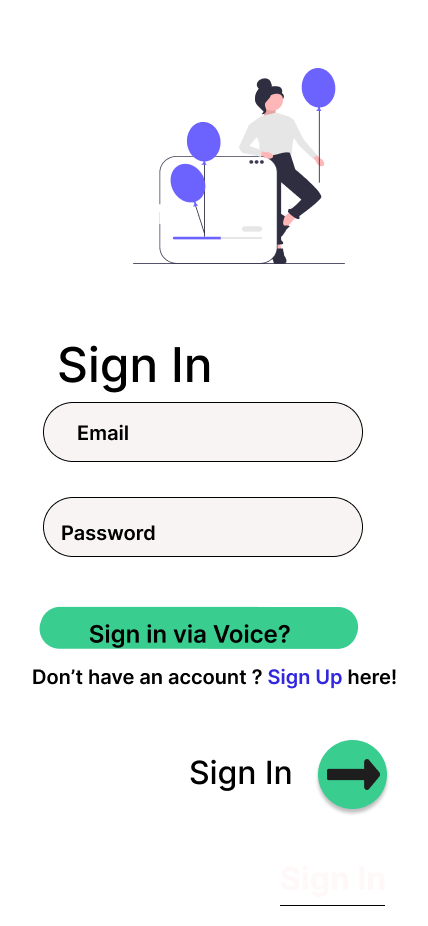 Sign In
Email
Password
Sign in via Voice?
Don’t have an account ? Sign Up here!
Sign In
Sign In